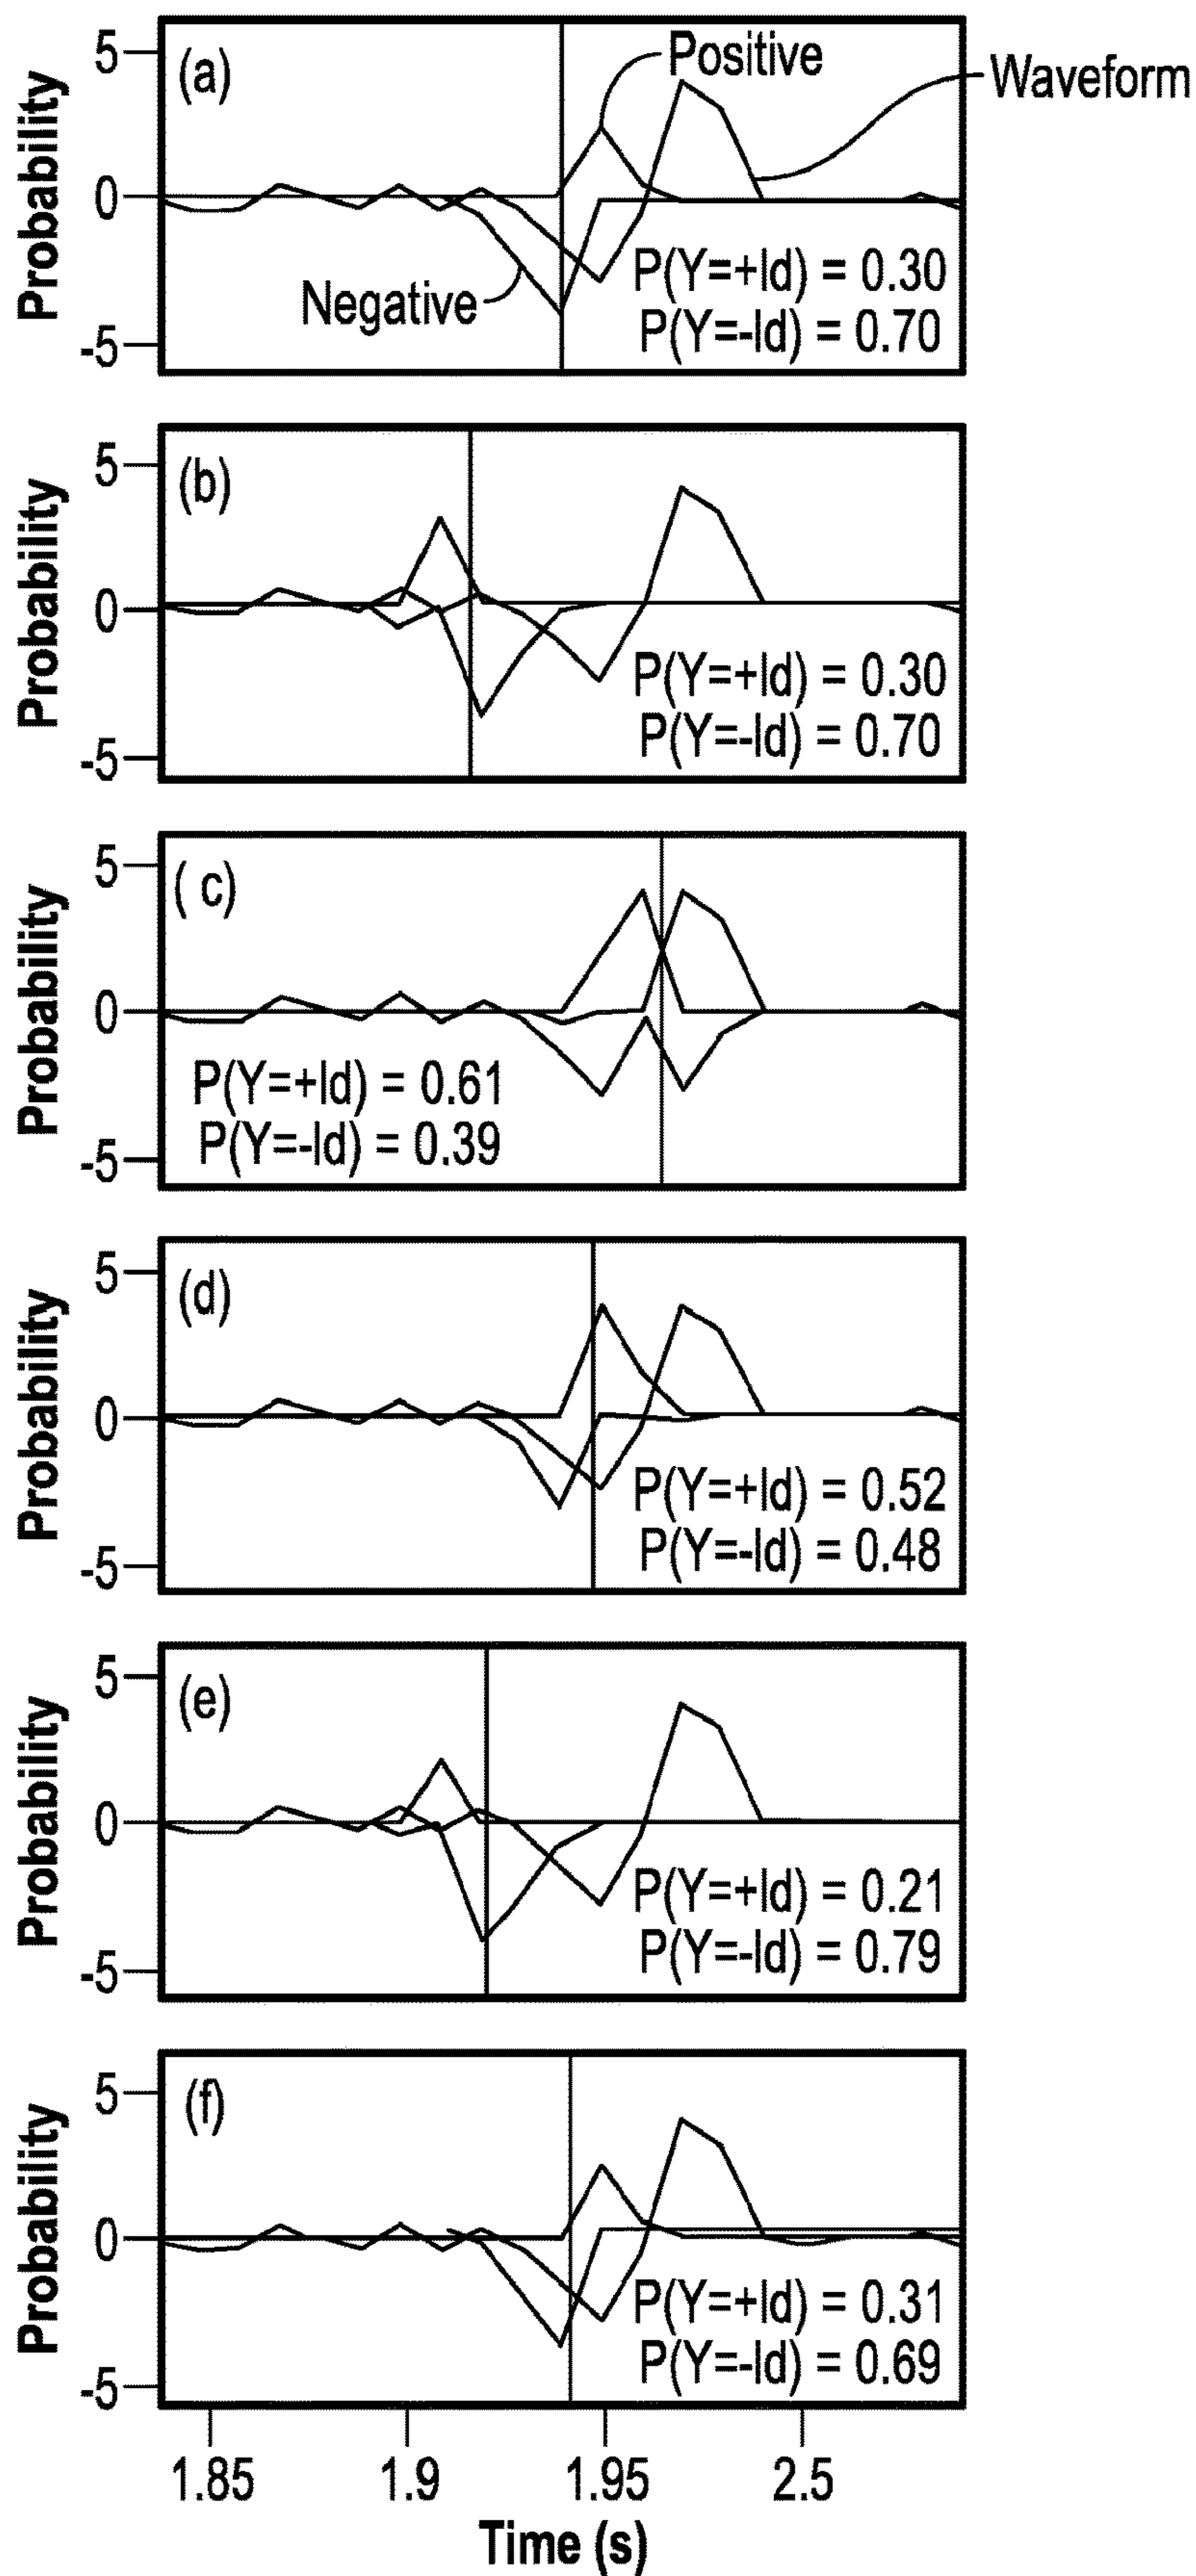 Probability
5
0
-5
(a)
Positive
Waveform
Negative
P(Y=+|d) = 0.30
P(Y=-|d) = 0.70
Probability
5
0
-5
(b)
P(Y=+|d) = 0.30
P(Y=-|d) = 0.70
Probability
5
0
-5
( c)
P(Y=+|d) = 0.61
P(Y=-|d) = 0.39
Probability
5
0
-5
(d)
P(Y=+|d) = 0.52
P(Y=-|d) = 0.48
Probability
5
0
-5
(e)
P(Y=+|d) = 0.21
P(Y=-|d) = 0.79
Probability
5
0
-5
(f)
P(Y=+|d) = 0.31
P(Y=-|d) = 0.69
1.85 1.9 1.95 2.5
Time (s)